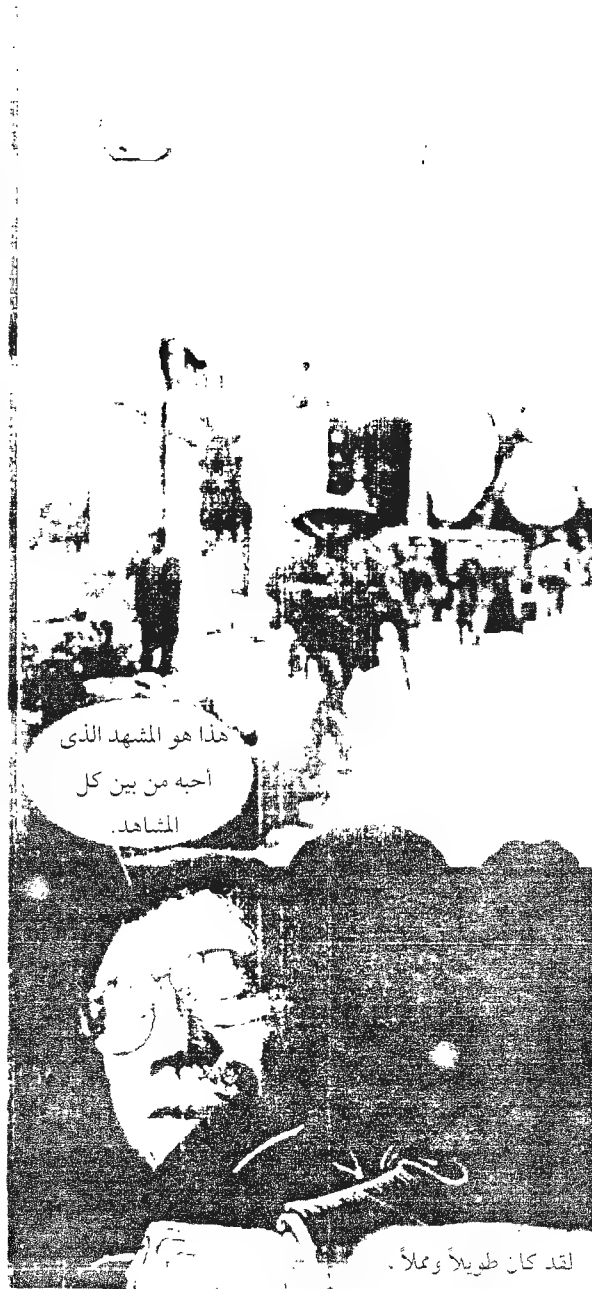 هذا هو المشهد الذى
أحبه من بين كل
المشاهد.
لقد كان طويلاً ومملاً .